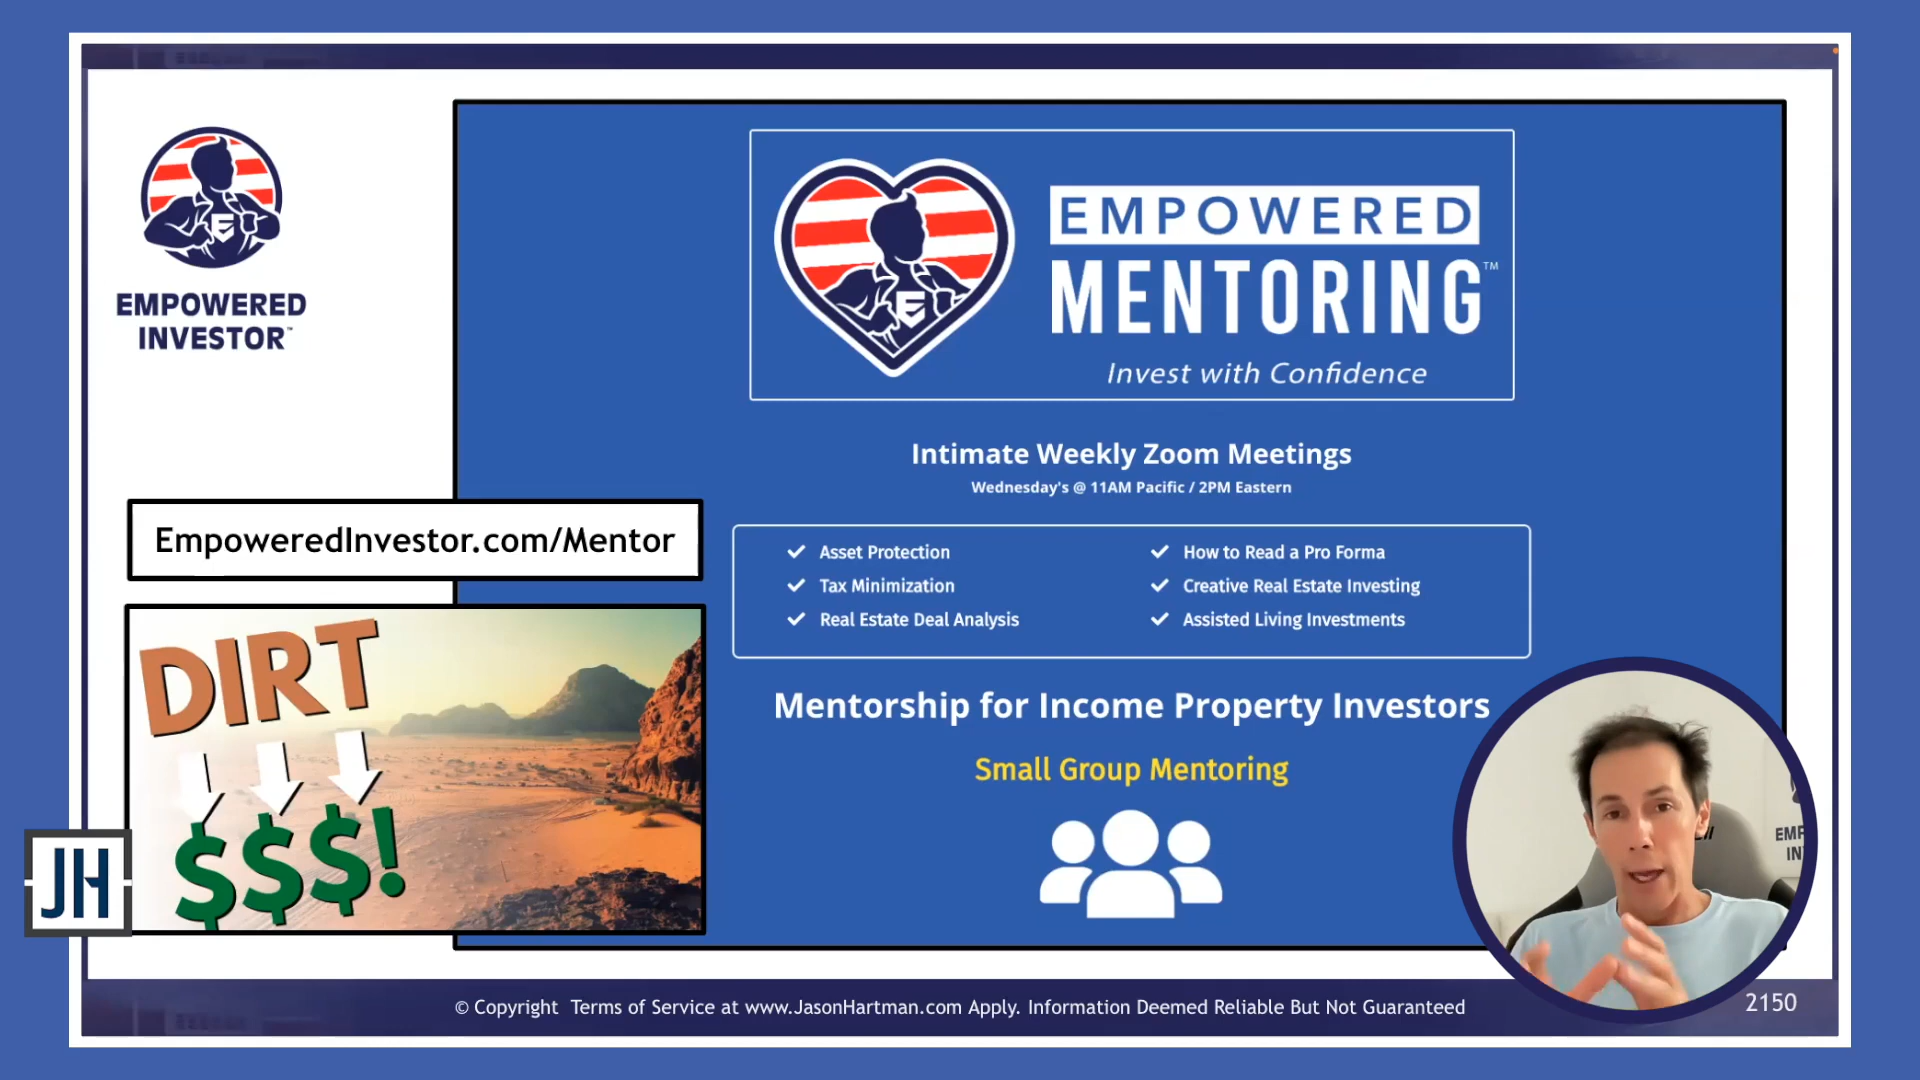 EMPOWERED
INVESTOR™
EMPOWERED
MENTORING™
Invest with Confidence
Intimate Weekly Zoom Meetings
Wednesday's @ 11AM Pacific / 2PM Eastern
EmpoweredInvestor.com/Mentor
Asset Protection
Tax Minimization
Real Estate Deal Analysis
How to Read a Pro Forma
Creative Real Estate Investing
Assisted Living Investments
Mentorship for Income Property Investors
Small Group Mentoring
DIRT
$$$!
JH
© Copyright Terms of Service at www.JasonHartman.com Apply. Information Deemed Reliable But Not Guaranteed
2150